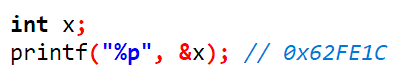 int x;
printf("%p", &x); // 0x62FE1C